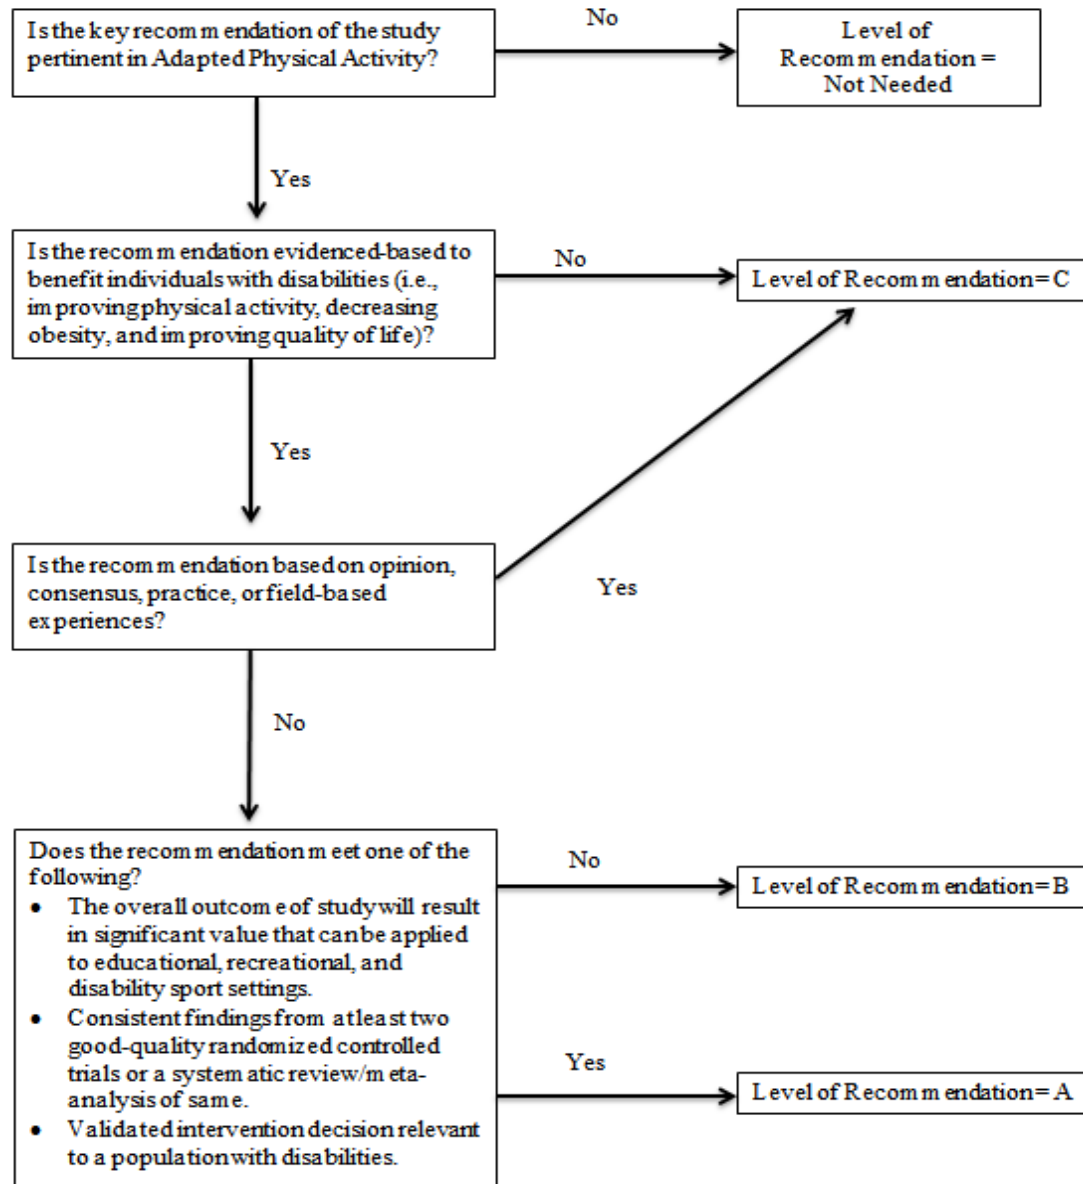 Is the key recommendation of the study
pertinent in Adapted Physical Activity?
No
Level of
Recommendation =
Not Needed
Yes
Is the recommendation evidenced-based to
benefit individuals with disabilities (i.e.,
improving physical activity, decreasing
obesity, and improving quality of life)?
No
Level of Recommendation= C
Yes
Is the recommendation based on opinion,
consensus, practice, or field-based
experiences?
Yes
No
Does the recommendation meet one of the
following?
• The overall outcome of study will result
in significant value that can be applied
to educational, recreational, and
disability sport settings.
• Consistent findings from at least two
good-quality randomized controlled
trials or a systematic review/meta-
analysis of same.
• Validated intervention decision relevant
to a population with disabilities.
No
Level of Recommendation= B
Yes
Level of Recommendation= A